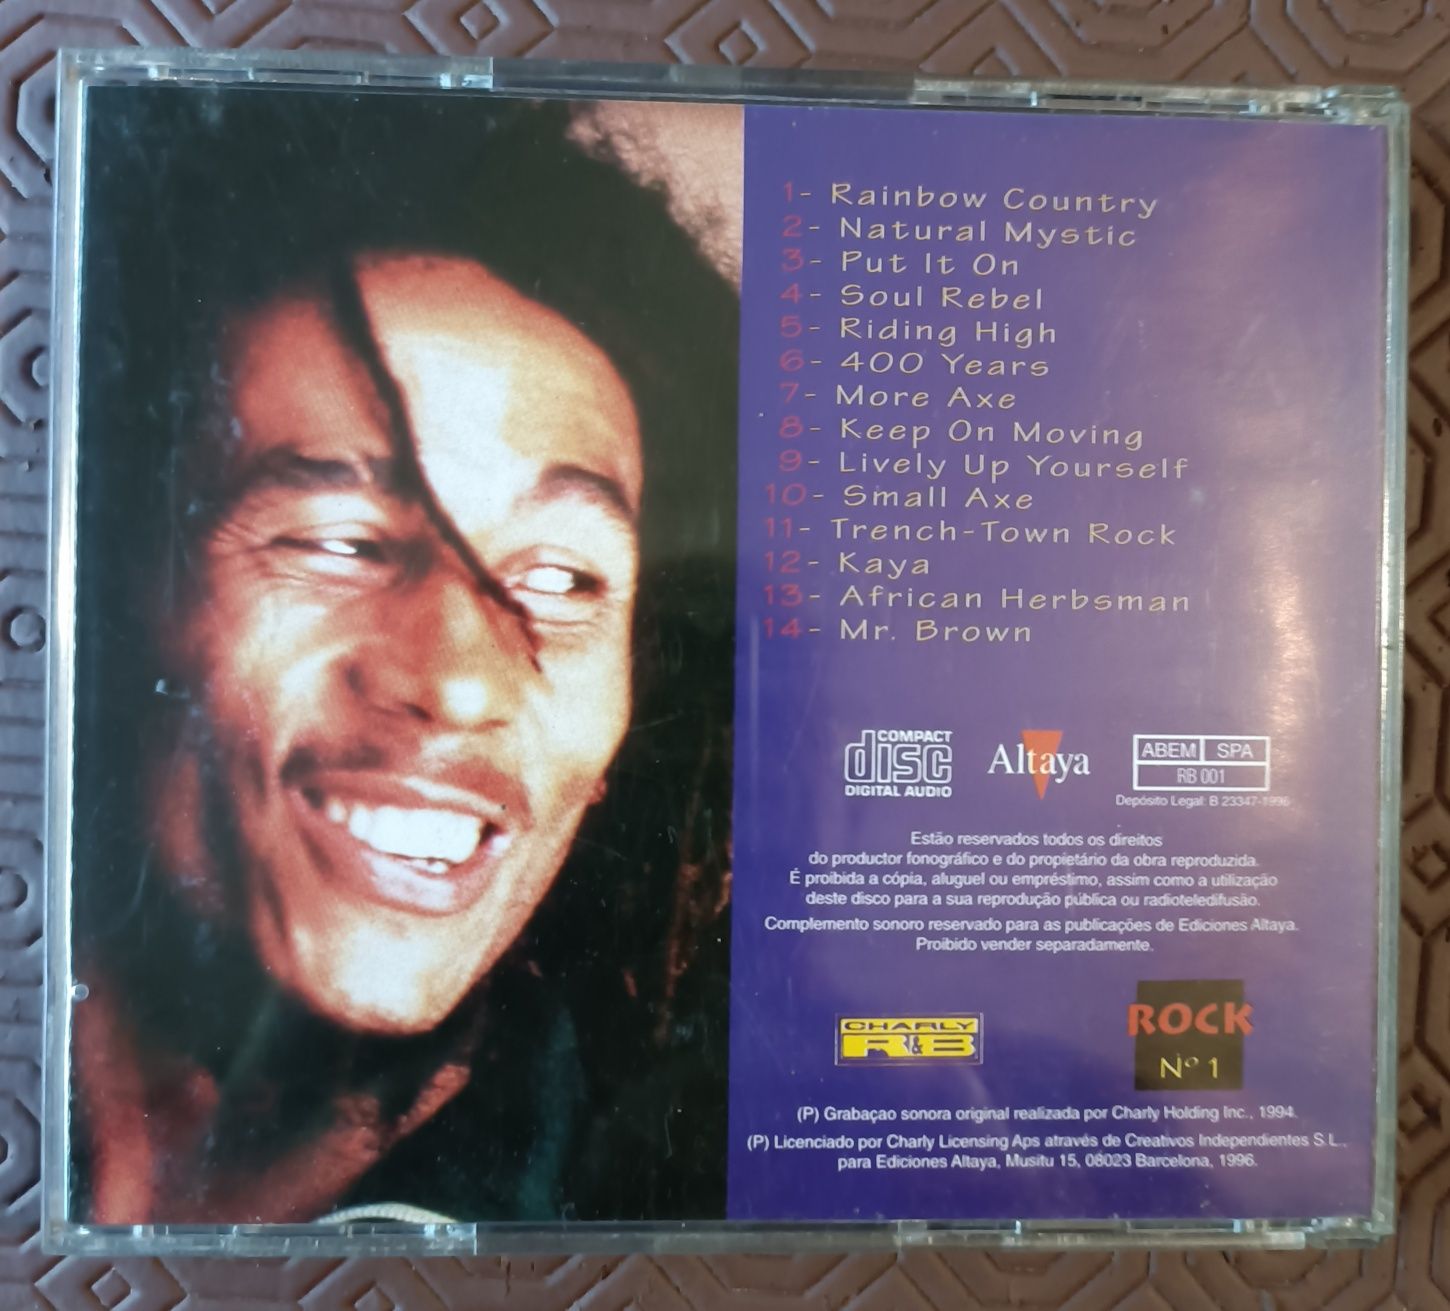 1- Rainbow Country
2- Natural Mystic
3- Put It On
4- Soul Rebel
5- Riding High
6- 400 Years
7- More Axe
8- Keep On Moving
9- Lively Up Yourself
10- Small Axe
11- Trench-Town Rock
12- Kaya
13- African Herbsman
14- Mr. Brown
COMPACT
disc
DIGITAL AUDIO
Altaya
ABEM SPA
RB 001
Depósito Legal: B 23347-1996
Estão reservados todos os direitos
do productor fonográfico e do propietário da obra reproduzida.
É proibida a cópia, aluguel ou empréstimo, assim como a utilização
deste disco para a sua reprodução pública ou radioteledifusão.
Complemento sonoro reservado para as publicações de Ediciones Altaya.
Proibido vender separadamente.
CHARLY
R&B
ROCK
Nº 1
(P) Grabaçao sonora original realizada por Charly Holding Inc., 1994.
(P) Licenciado por Charly Licensing Aps através de Creativos Independientes S.L.,
para Ediciones Altaya, Musitu 15, 08023 Barcelona, 1996.